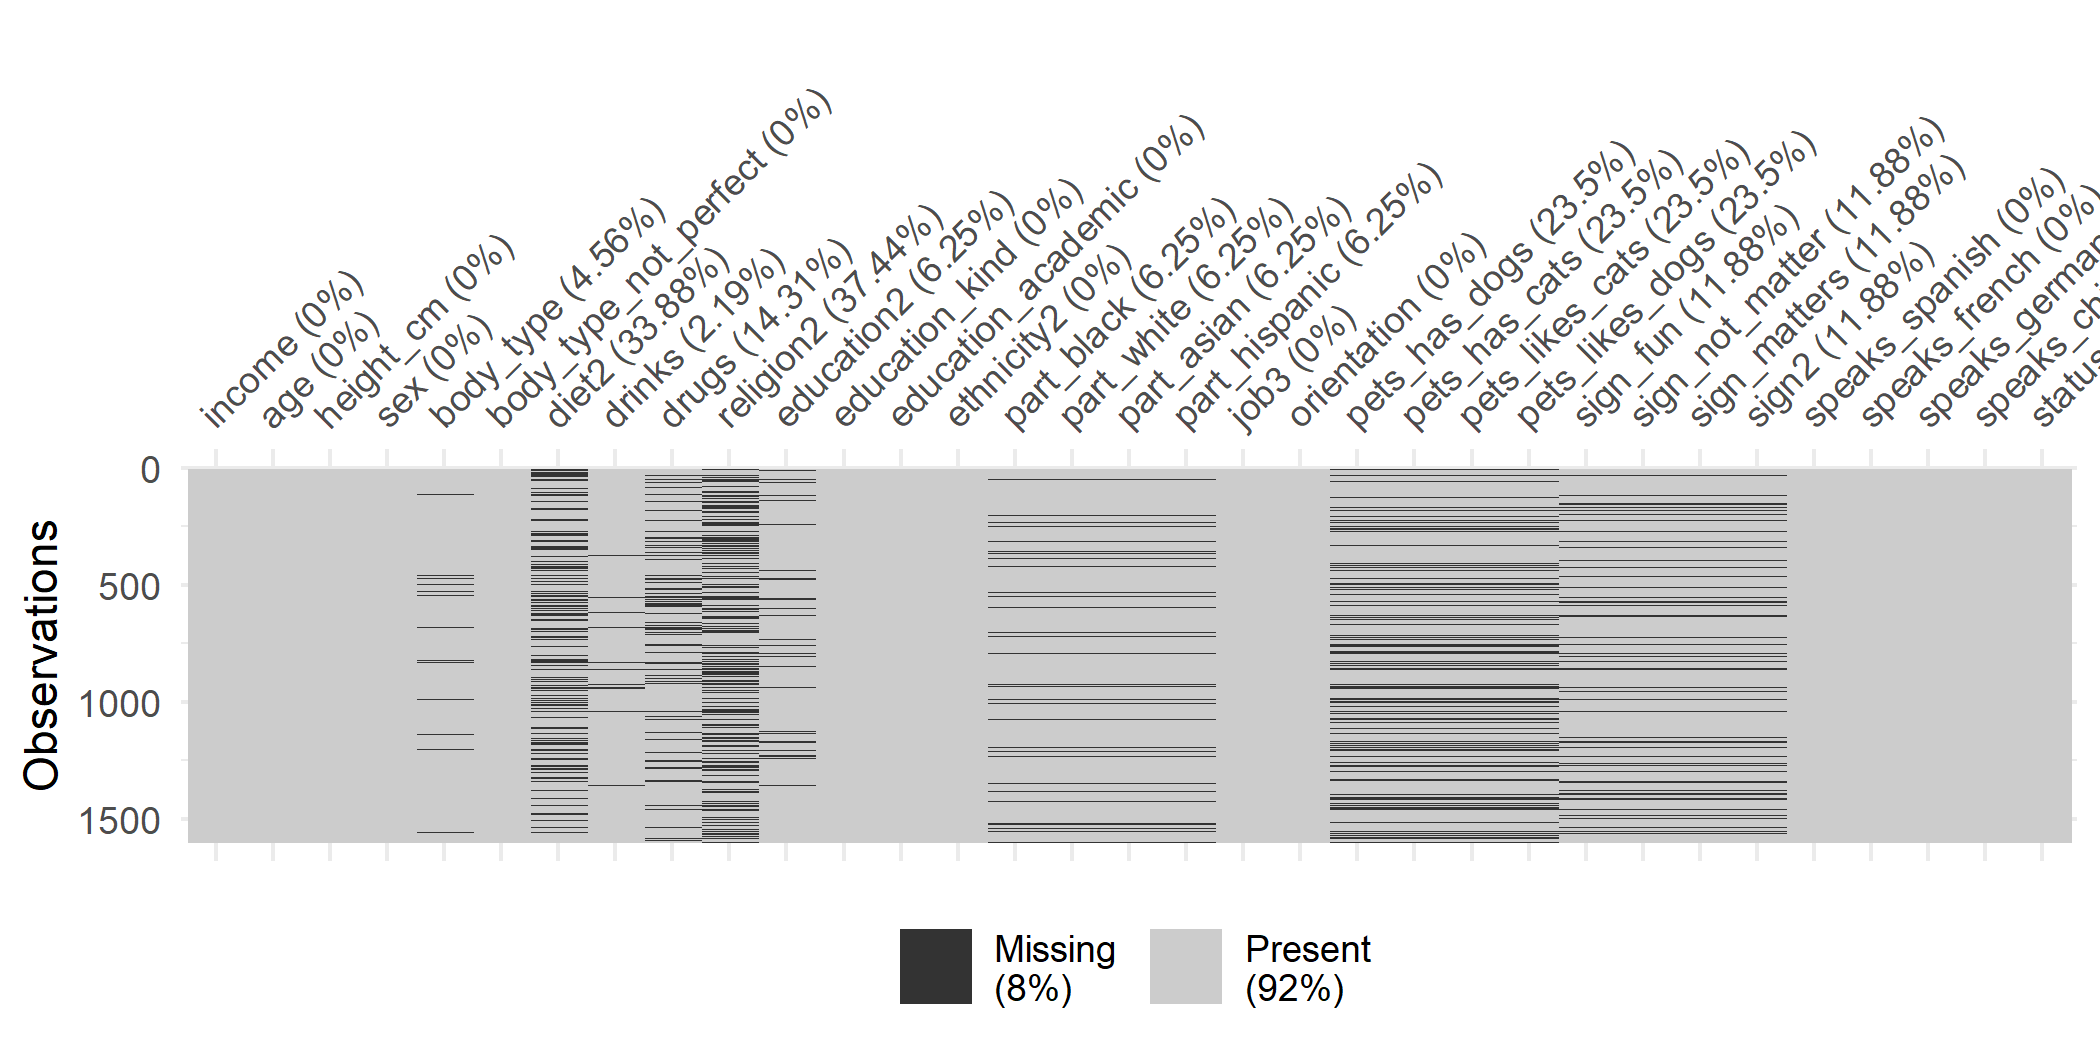 income (0%)
age (0%)
height_cm (0%)
sex (0%)
body_type (4.56%)
body_type_not_perfect (0%)
diet2 (33.88%)
drinks (2.19%)
drugs (14.31%)
religion2 (37.44%)
education2 (6.25%)
education_kind (0%)
education_academic (0%)
ethnicity2 (0%)
part_black (6.25%)
part_white (6.25%)
part_asian (6.25%)
part_hispanic (6.25%)
job3 (0%)
orientation (0%)
pets_has_dogs (23.5%)
pets_has_cats (23.5%)
pets_likes_cats (23.5%)
pets_likes_dogs (23.5%)
sign_fun (11.88%)
sign_not_matter (11.88%)
sign_matters (11.88%)
sign2 (11.88%)
speaks_spanish (0%)
speaks_french (0%)
speaks_german
speaks_chi
status
0
500
1000
1500
Observations
Missing
(8%)
Present
(92%)